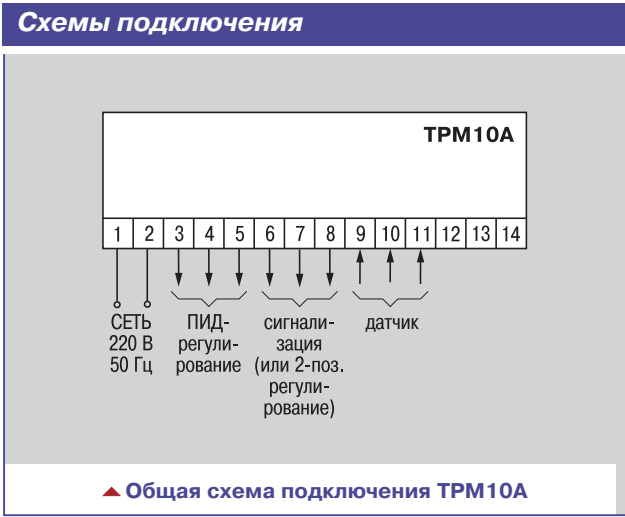 Схемы подключения
ТРМ10А
1 2 3 4 5 6 7 8 9 10 11 12 13 14
СЕТЬ
220 В
50 Гц
ПИД-
регули-
рование
сигнали-
зация
(или 2-поз.
регули-
рование)
датчик
Общая схема подключения ТРМ10А